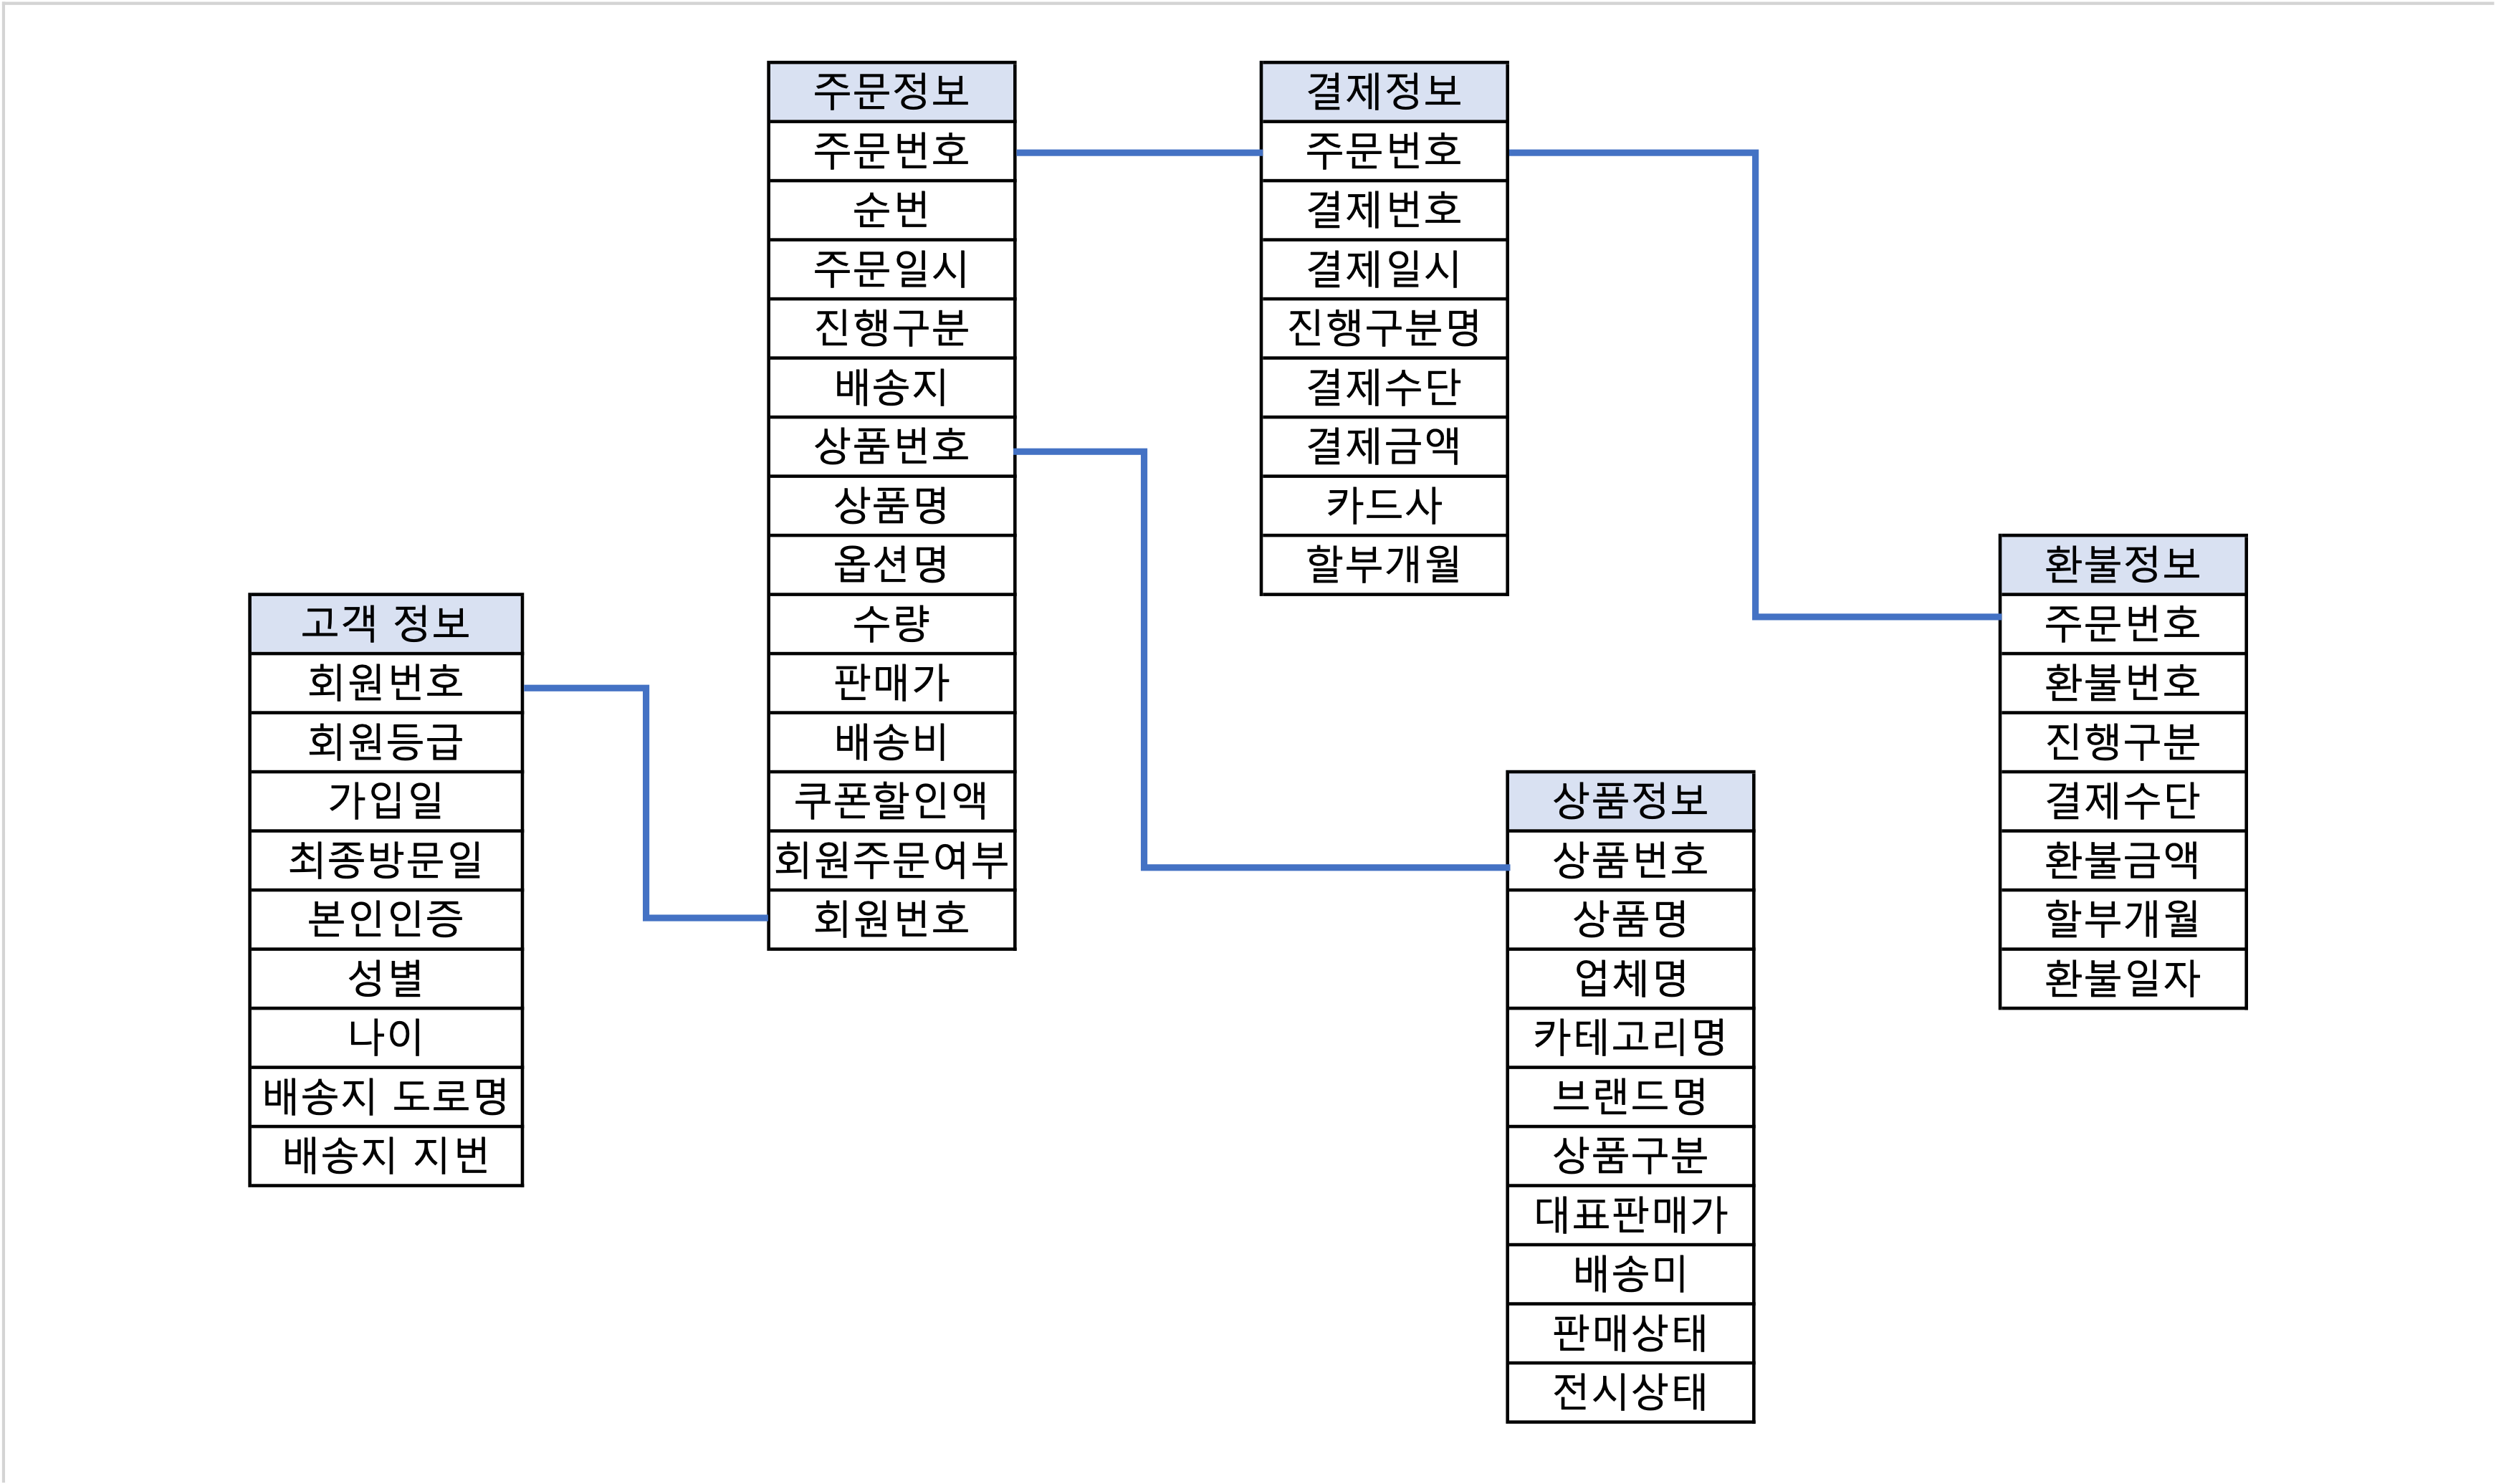 고객 정보
회원번호
회원등급
가입일
최종방문일
본인인증
성별
나이
배송지 도로명
배송지 지번
주문정보
주문번호
순번
주문일시
진행구분
배송지
상품번호
상품명
옵션명
수량
판매가
배송비
쿠폰할인액
회원주문여부
회원번호
결제정보
주문번호
결제번호
결제일시
진행구분명
결제수단
결제금액
카드사
할부개월
상품정보
상품번호
상품명
업체명
카테고리명
브랜드명
상품구분
대표판매가
배송미
판매상태
전시상태
환불정보
주문번호
환불번호
진행구분
결제수단
환불금액
할부개월
환불일자